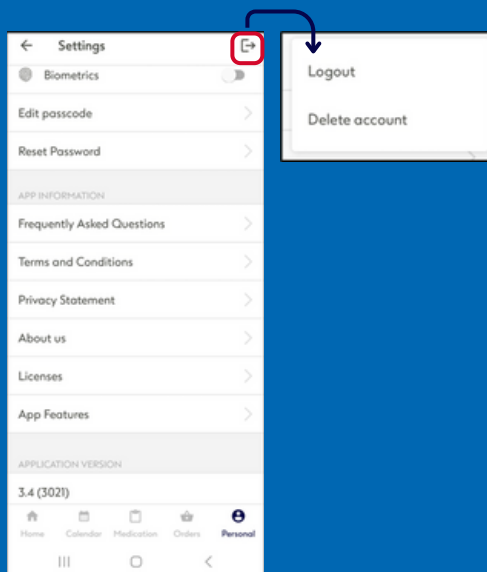 Settings
Biometrics
Edit passcode
Reset Password
APP INFORMATION
Frequently Asked Questions
Terms and Conditions
Privacy Statement
About us
Licenses
App Features
APPLICATION VERSION
3.4 (3021)
Home Calendar Medication Orders Personal
Logout
Delete account